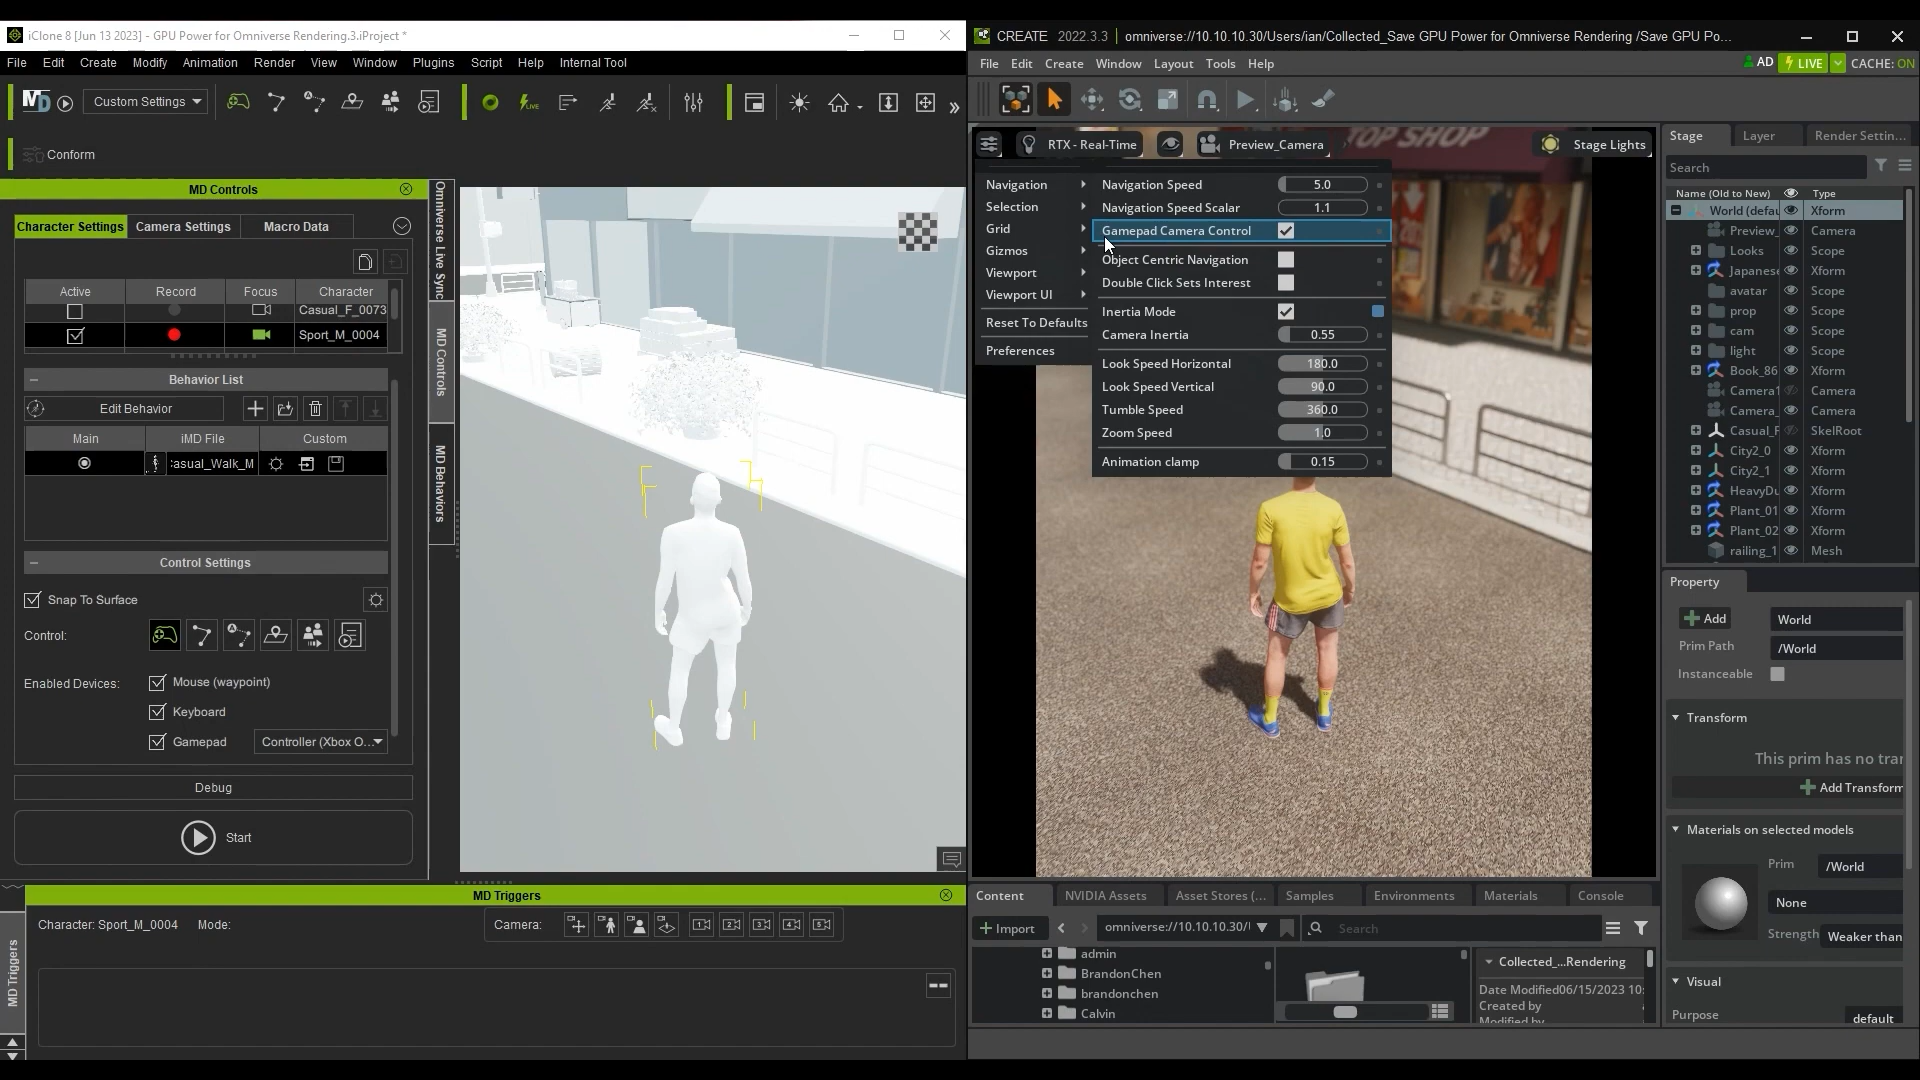 iClone 8 [Jun 13 2023] - GPU Power for Omniverse Rendering.3.iProject *
File Edit Create Modify Animation Render View Window Plugins Script Help Internal Tool
MD Custom Settings
LIVE
Conform
MD Controls
Character Settings Camera Settings Macro Data
Active Record Focus Character
Casual_F_0073
Sport_M_0004
Behavior List
Edit Behavior
Main iMD File Custom
:asual_Walk_M
Control Settings
Snap To Surface
Control:
Enabled Devices: Mouse (waypoint)
Keyboard
Gamepad Controller (Xbox O...
Debug
Start
Omniverse Live Sync
MD Controls
MD Behaviors
MD Triggers
Character: Sport_M_0004 Mode: Camera:
MD Triggers
CREATE 2022.3.3 omniverse://10.10.10.30/Users/ian/Collected_Save GPU Power for Omniverse Rendering /Save GPU Po...
File Edit Create Window Layout Tools Help
AD LIVE CACHE: ON
RTX - Real-Time Preview_Camera Stage Lights
TOP SHOP
Navigation
Selection
Grid
Gizmos
Viewport
Viewport UI
Reset To Defaults
Preferences
Navigation Speed 5.0
Navigation Speed Scalar 1.1
Gamepad Camera Control
Object Centric Navigation
Double Click Sets Interest
Inertia Mode
Camera Inertia 0.55
Look Speed Horizontal 180.0
Look Speed Vertical 90.0
Tumble Speed 360.0
Zoom Speed 1.0
Animation clamp 0.15
Stage Layer Render Settin...
Search
Name (Old to New) Type
World (defau Xform
Preview_ Camera
Looks Scope
Japanese Xform
avatar Scope
prop Scope
cam Scope
light Scope
Book_86 Xform
Camera1 Camera
Camera_ Camera
Casual_F SkelRoot
City2_0 Xform
City2_1 Xform
HeavyDu Xform
Plant_01 Xform
Plant_02 Xform
railing_1 Mesh
Property
Add World
Prim Path /World
Instanceable
Transform
This prim has no tran
Add Transform
Materials on selected models
Prim /World
None
Strength Weaker than
Visual
Purpose default
Content NVIDIA Assets Asset Stores (... Samples Environments Materials Console
Import omniverse://10.10.10.30/ Search
admin
BrandonChen
brandonchen
Calvin
Collected_...Rendering
Date Modified06/15/2023 10:
Created by
Modified by